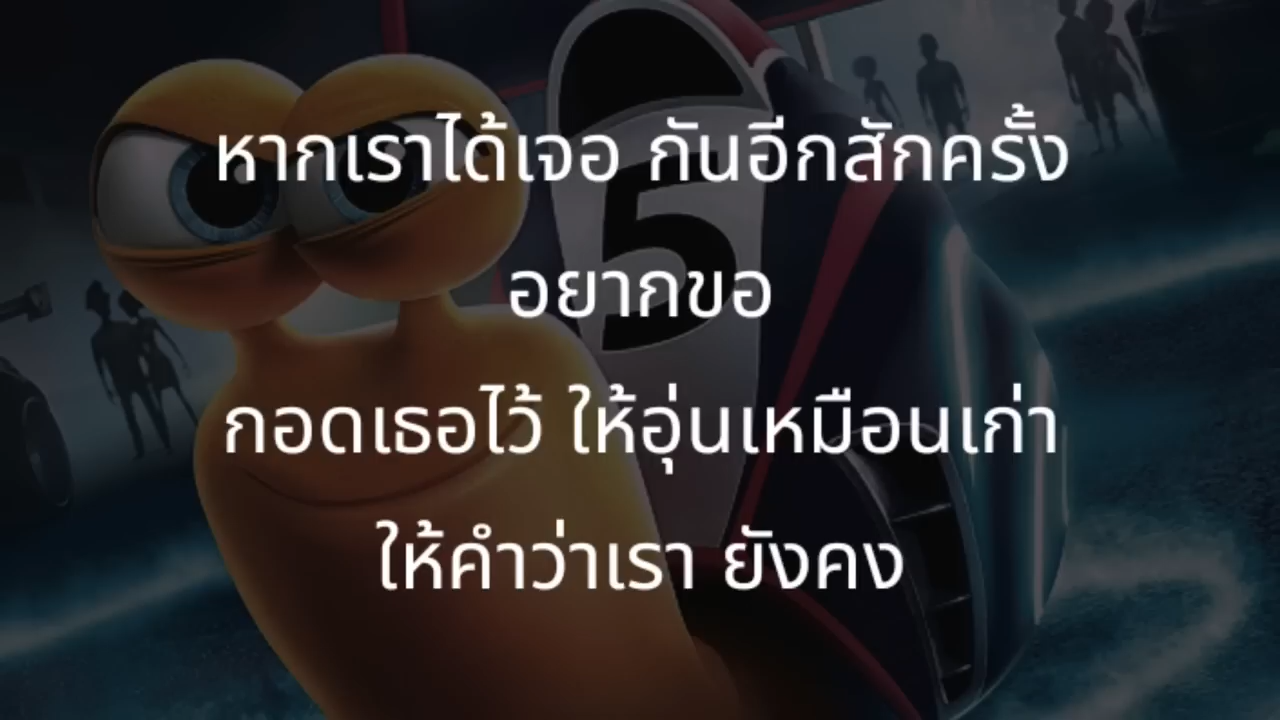 หากเราได้เจอ กันอีกสักครั้ง
อยากขอ
กอดเธอไว้ ให้อุ่นเหมือนเก่า
ให้คำว่าเรา ยังคง
5